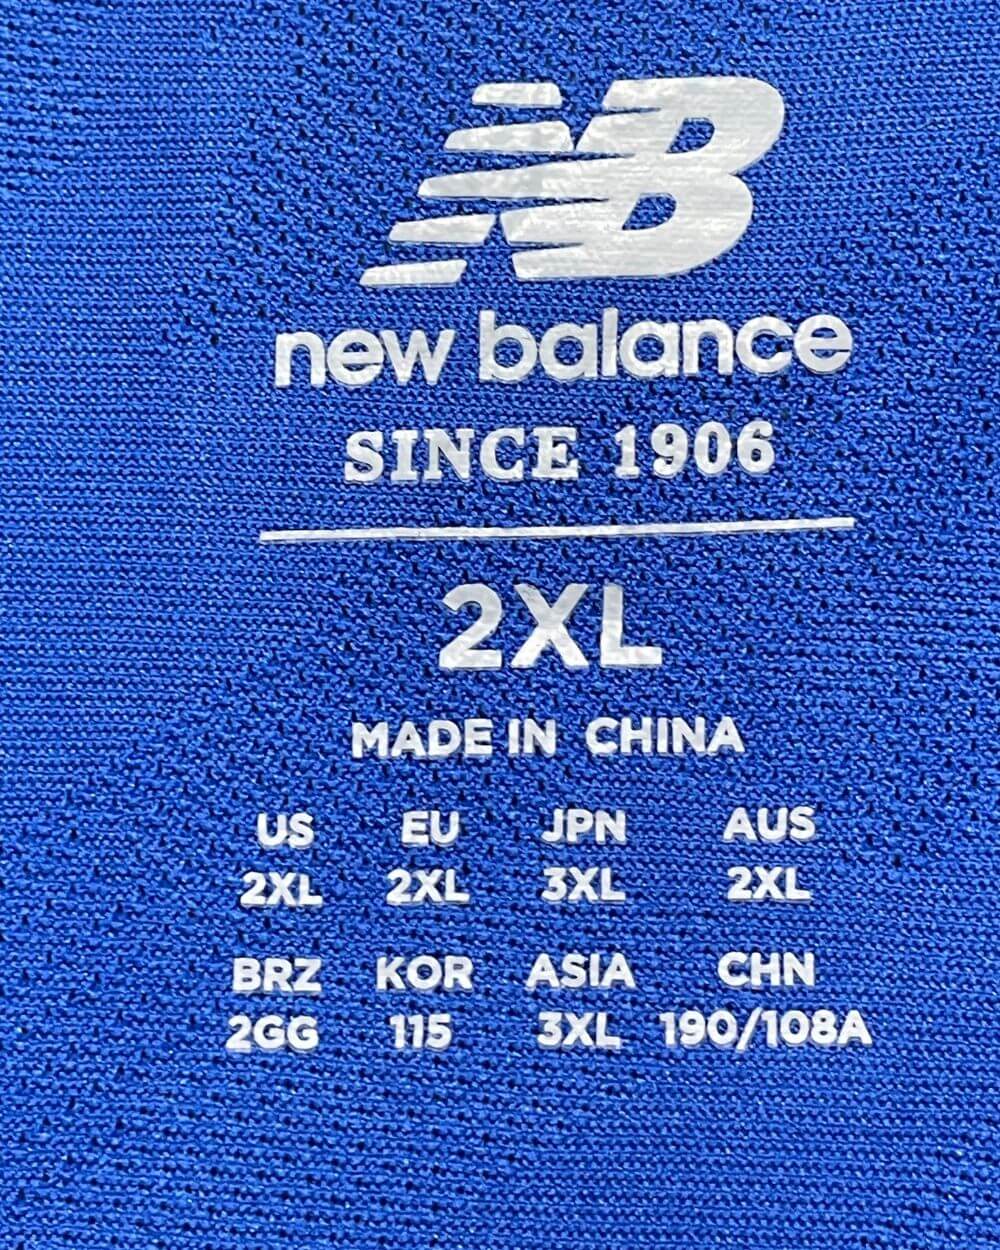 NB
new balance
SINCE 1906
2XL
MADE IN CHINA
US EU JPN AUS
2XL 2XL 3XL 2XL
BRZ KOR ASIA CHN
2GG 115 3XL 190/108A